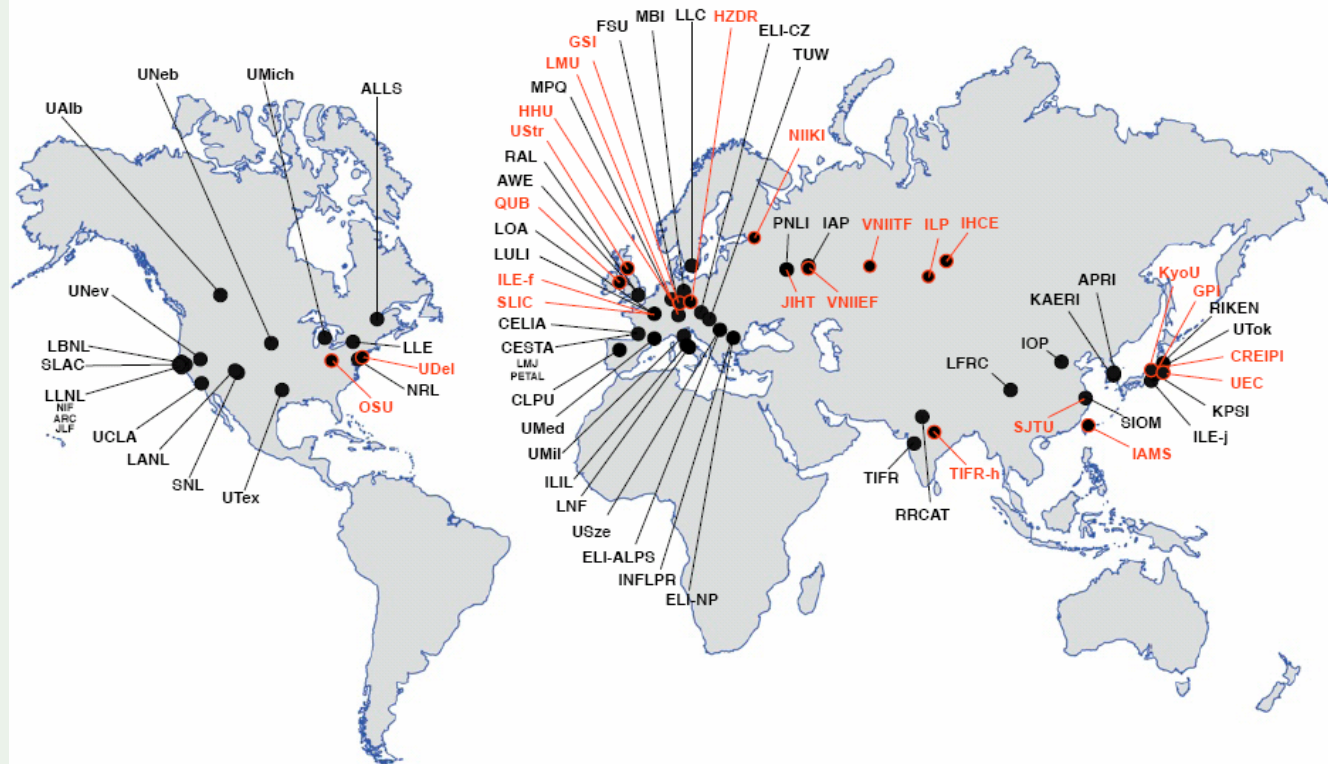 UNeb
UMich
UAlb
ALLS
UNev
LBNL
SLAC
LLNL
NIF
ARC
JLF
UCLA
LANL
SNL
UTex
LLE
UDel
NRL
OSU
FSU
MBI
LLC
HZDR
GSI
ELI-CZ
LMU
TUW
MPQ
HHU
UStr
NIIKI
RAL
AWE
QUB
LOA
LULI
ILE-f
SLIC
CELIA
CESTA
LMJ
PETAL
CLPU
UMed
UMil
ILIL
LNF
USze
ELI-ALPS
INFLPR
ELI-NP
PNLI
IAP
VNIITF
ILP
IHCE
JIHT
VNIIEF
APRI
KyoU
GPI
KAERI
RIKEN
UTok
IOP
CREIPI
LFRC
UEC
KPSI
SJTU
SIOM
ILE-j
IAMS
TIFR
TIFR-h
RRCAT